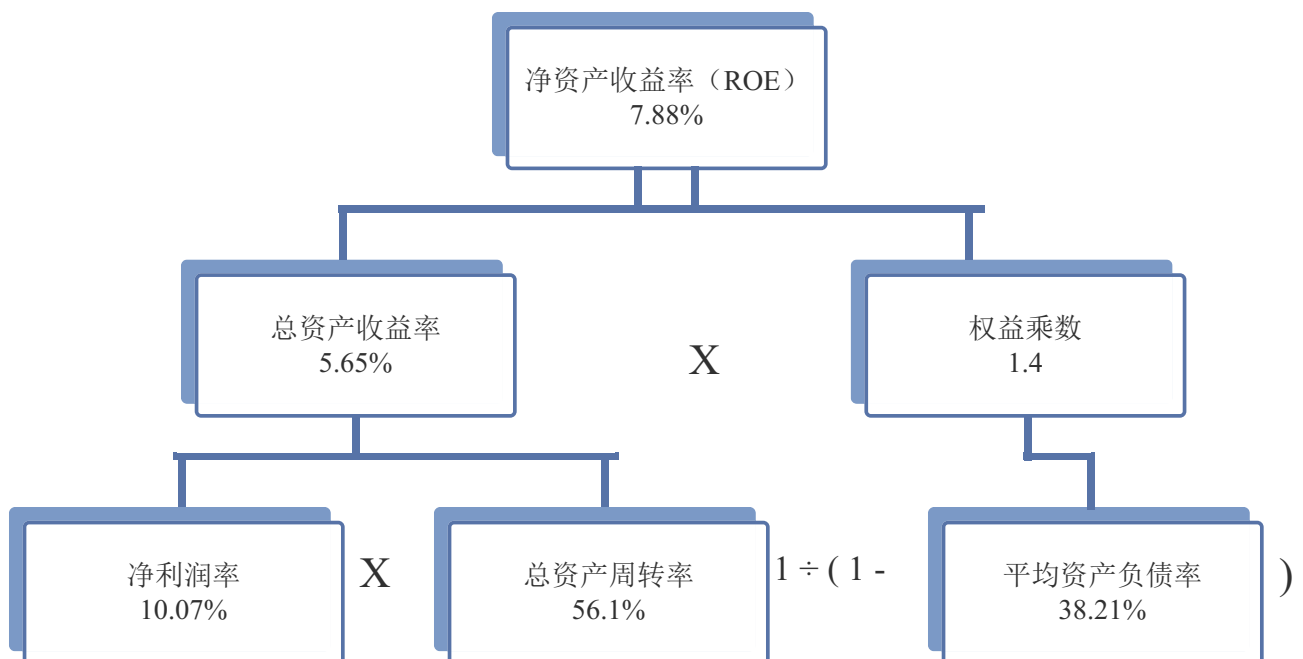 净资产收益率（ROE）
7.88%
总资产收益率
5.65%
X
权益乘数
1.4
净利润率
10.07%
X
总资产周转率
56.1%
1 ÷ ( 1 -
平均资产负债率
38.21%
)